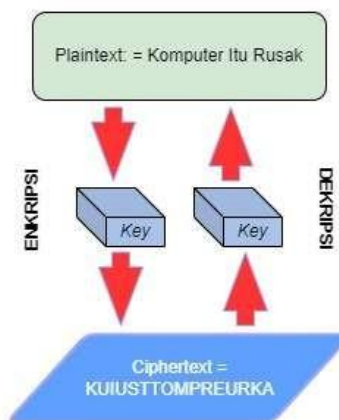 Plaintext: = Komputer Itu Rusak
ENKRIPSI
Key
Key
DEKRIPSI
Ciphertext =
KUIUSTTOMPREURKA